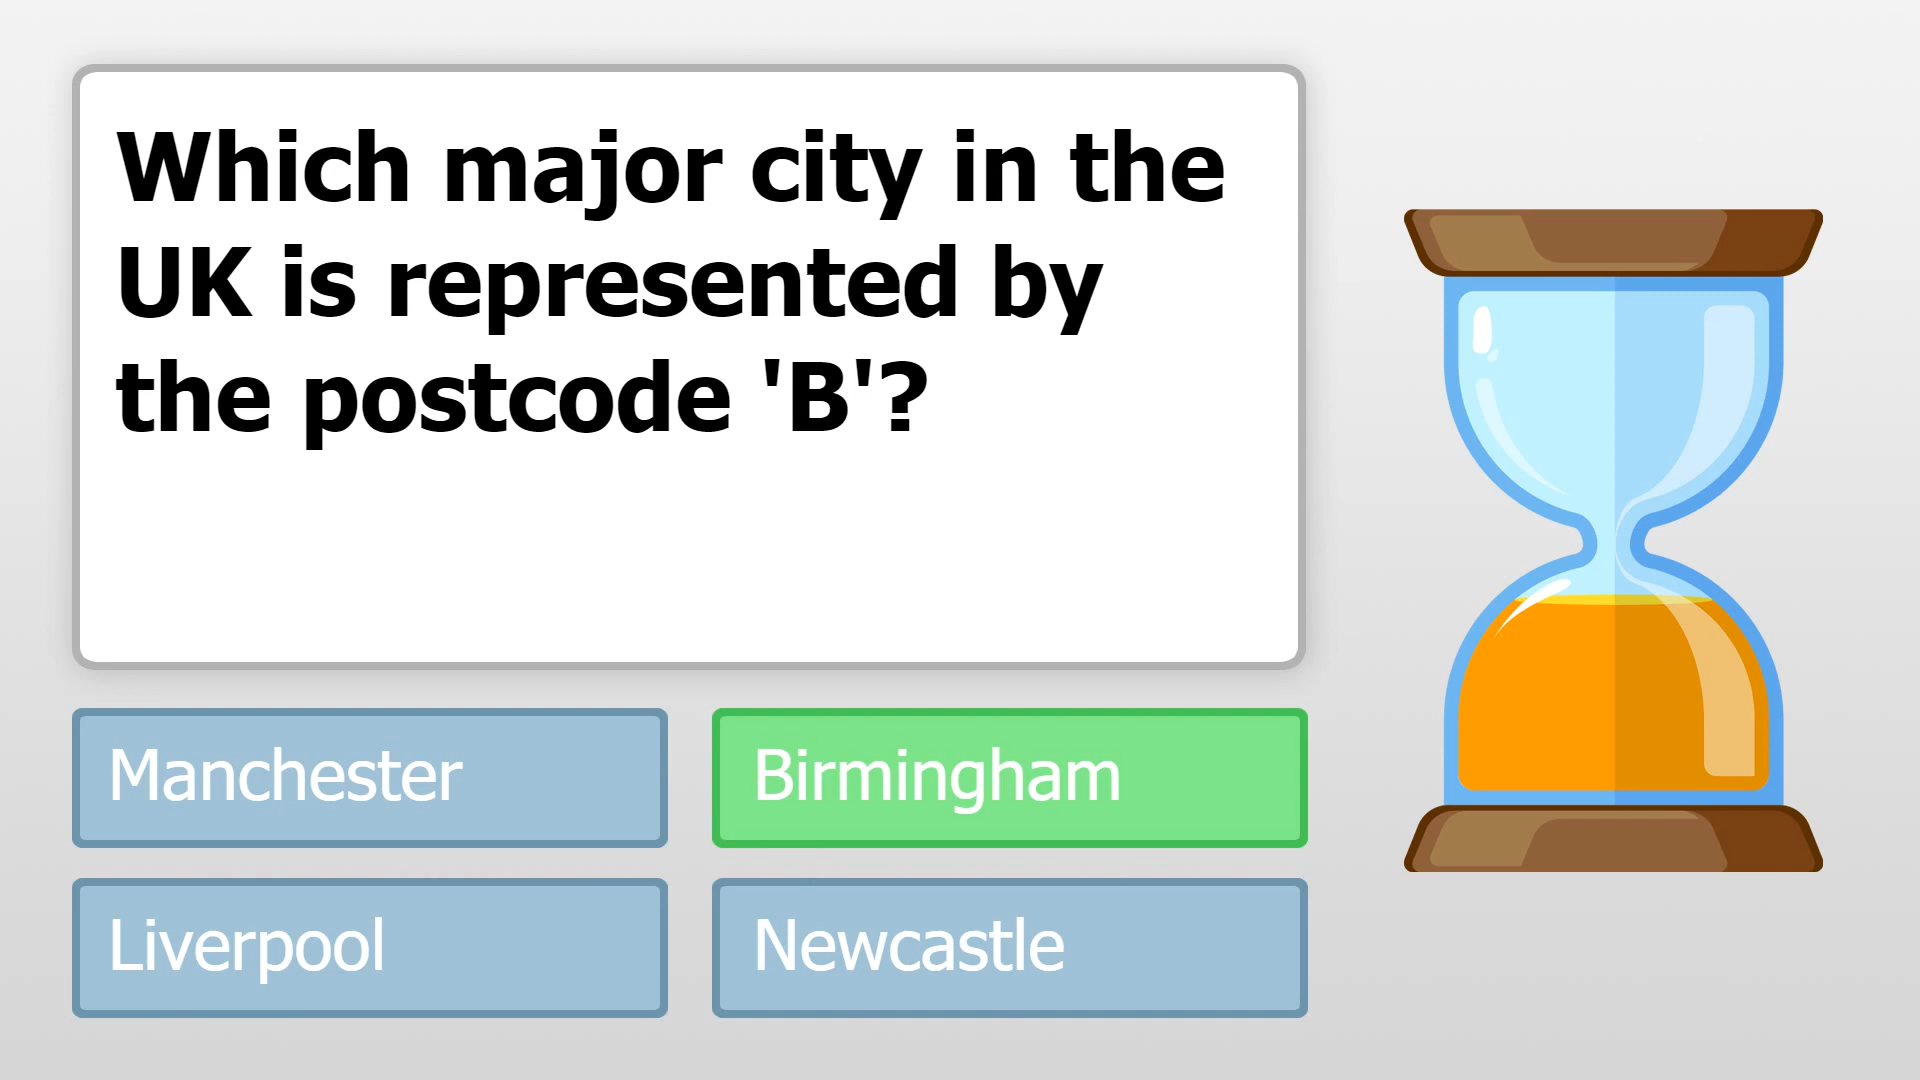 Which major city in the
UK is represented by
the postcode 'B'?
Manchester
Birmingham
Liverpool
Newcastle